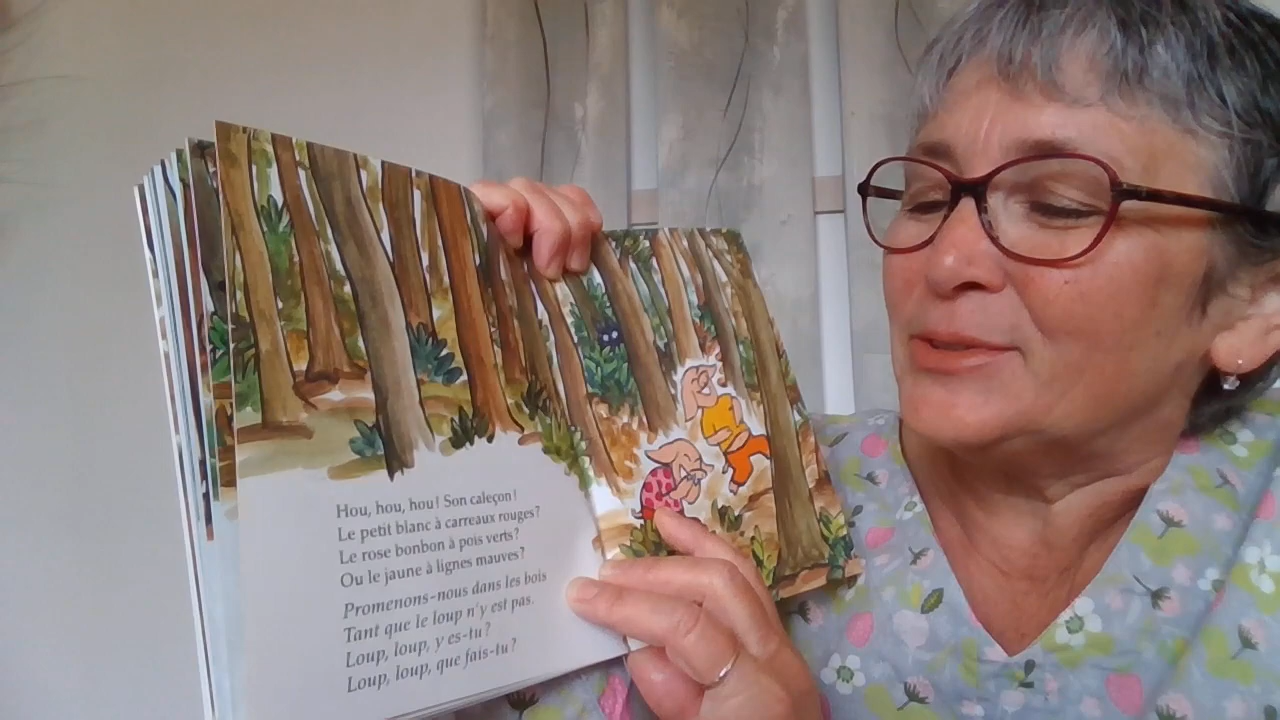 Hou, hou, hou! Son caleçon!
Le petit blanc à carreaux rouges?
Le rose bonbon à pois verts?
Ou le jaune à lignes mauves?
Promenons-nous dans les bois
Tant que le loup n'y est pas.
Loup, loup, y es-tu?
Loup, loup, que fais-tu?